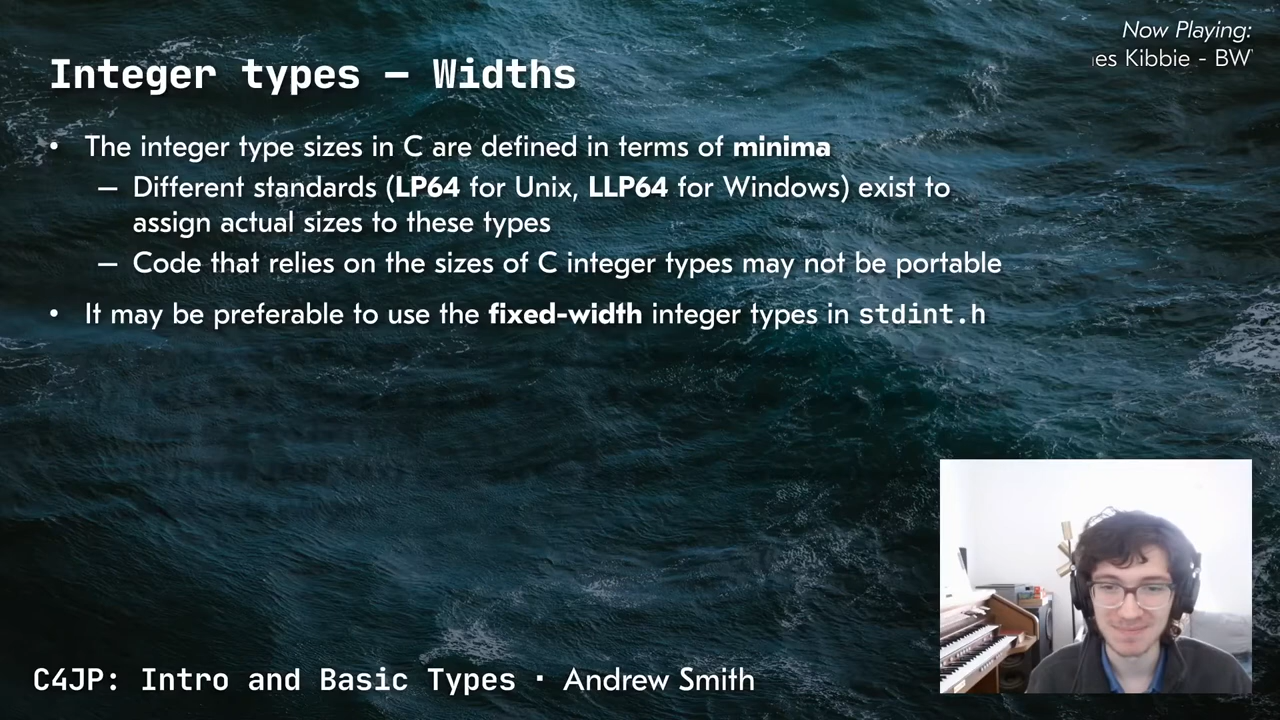 Now Playing:
es Kibbie - BW
Integer types – Widths
• The integer type sizes in C are defined in terms of minima
– Different standards (LP64 for Unix, LLP64 for Windows) exist to
assign actual sizes to these types
– Code that relies on the sizes of C integer types may not be portable
• It may be preferable to use the fixed-width integer types in stdint.h
C4JP: Intro and Basic Types · Andrew Smith